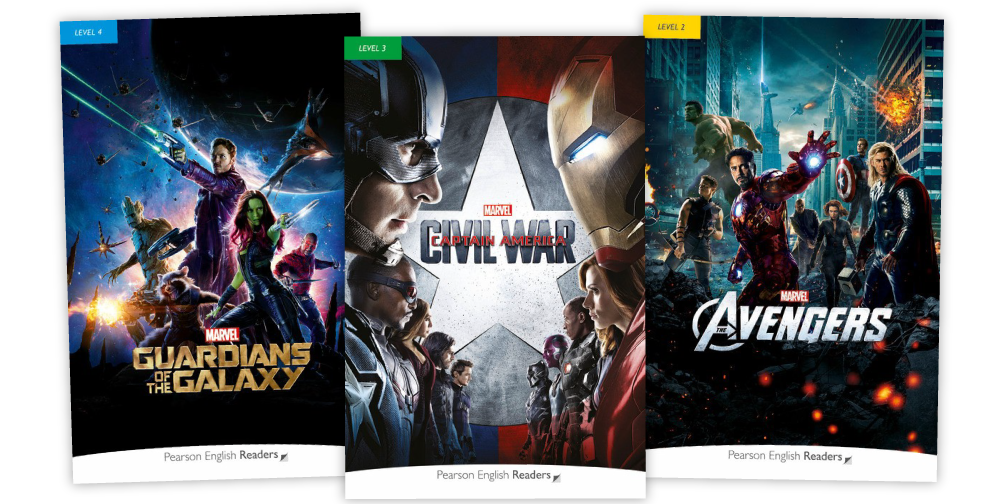 LEVEL 4
MARVEL
GUARDIANS
OF THE GALAXY
Pearson English Readers
LEVEL 3
MARVEL
CIVIL WAR
CAPTAIN AMERICA
Pearson English Readers
LEVEL 2
MARVEL
THE AVENGERS
Pearson English Readers